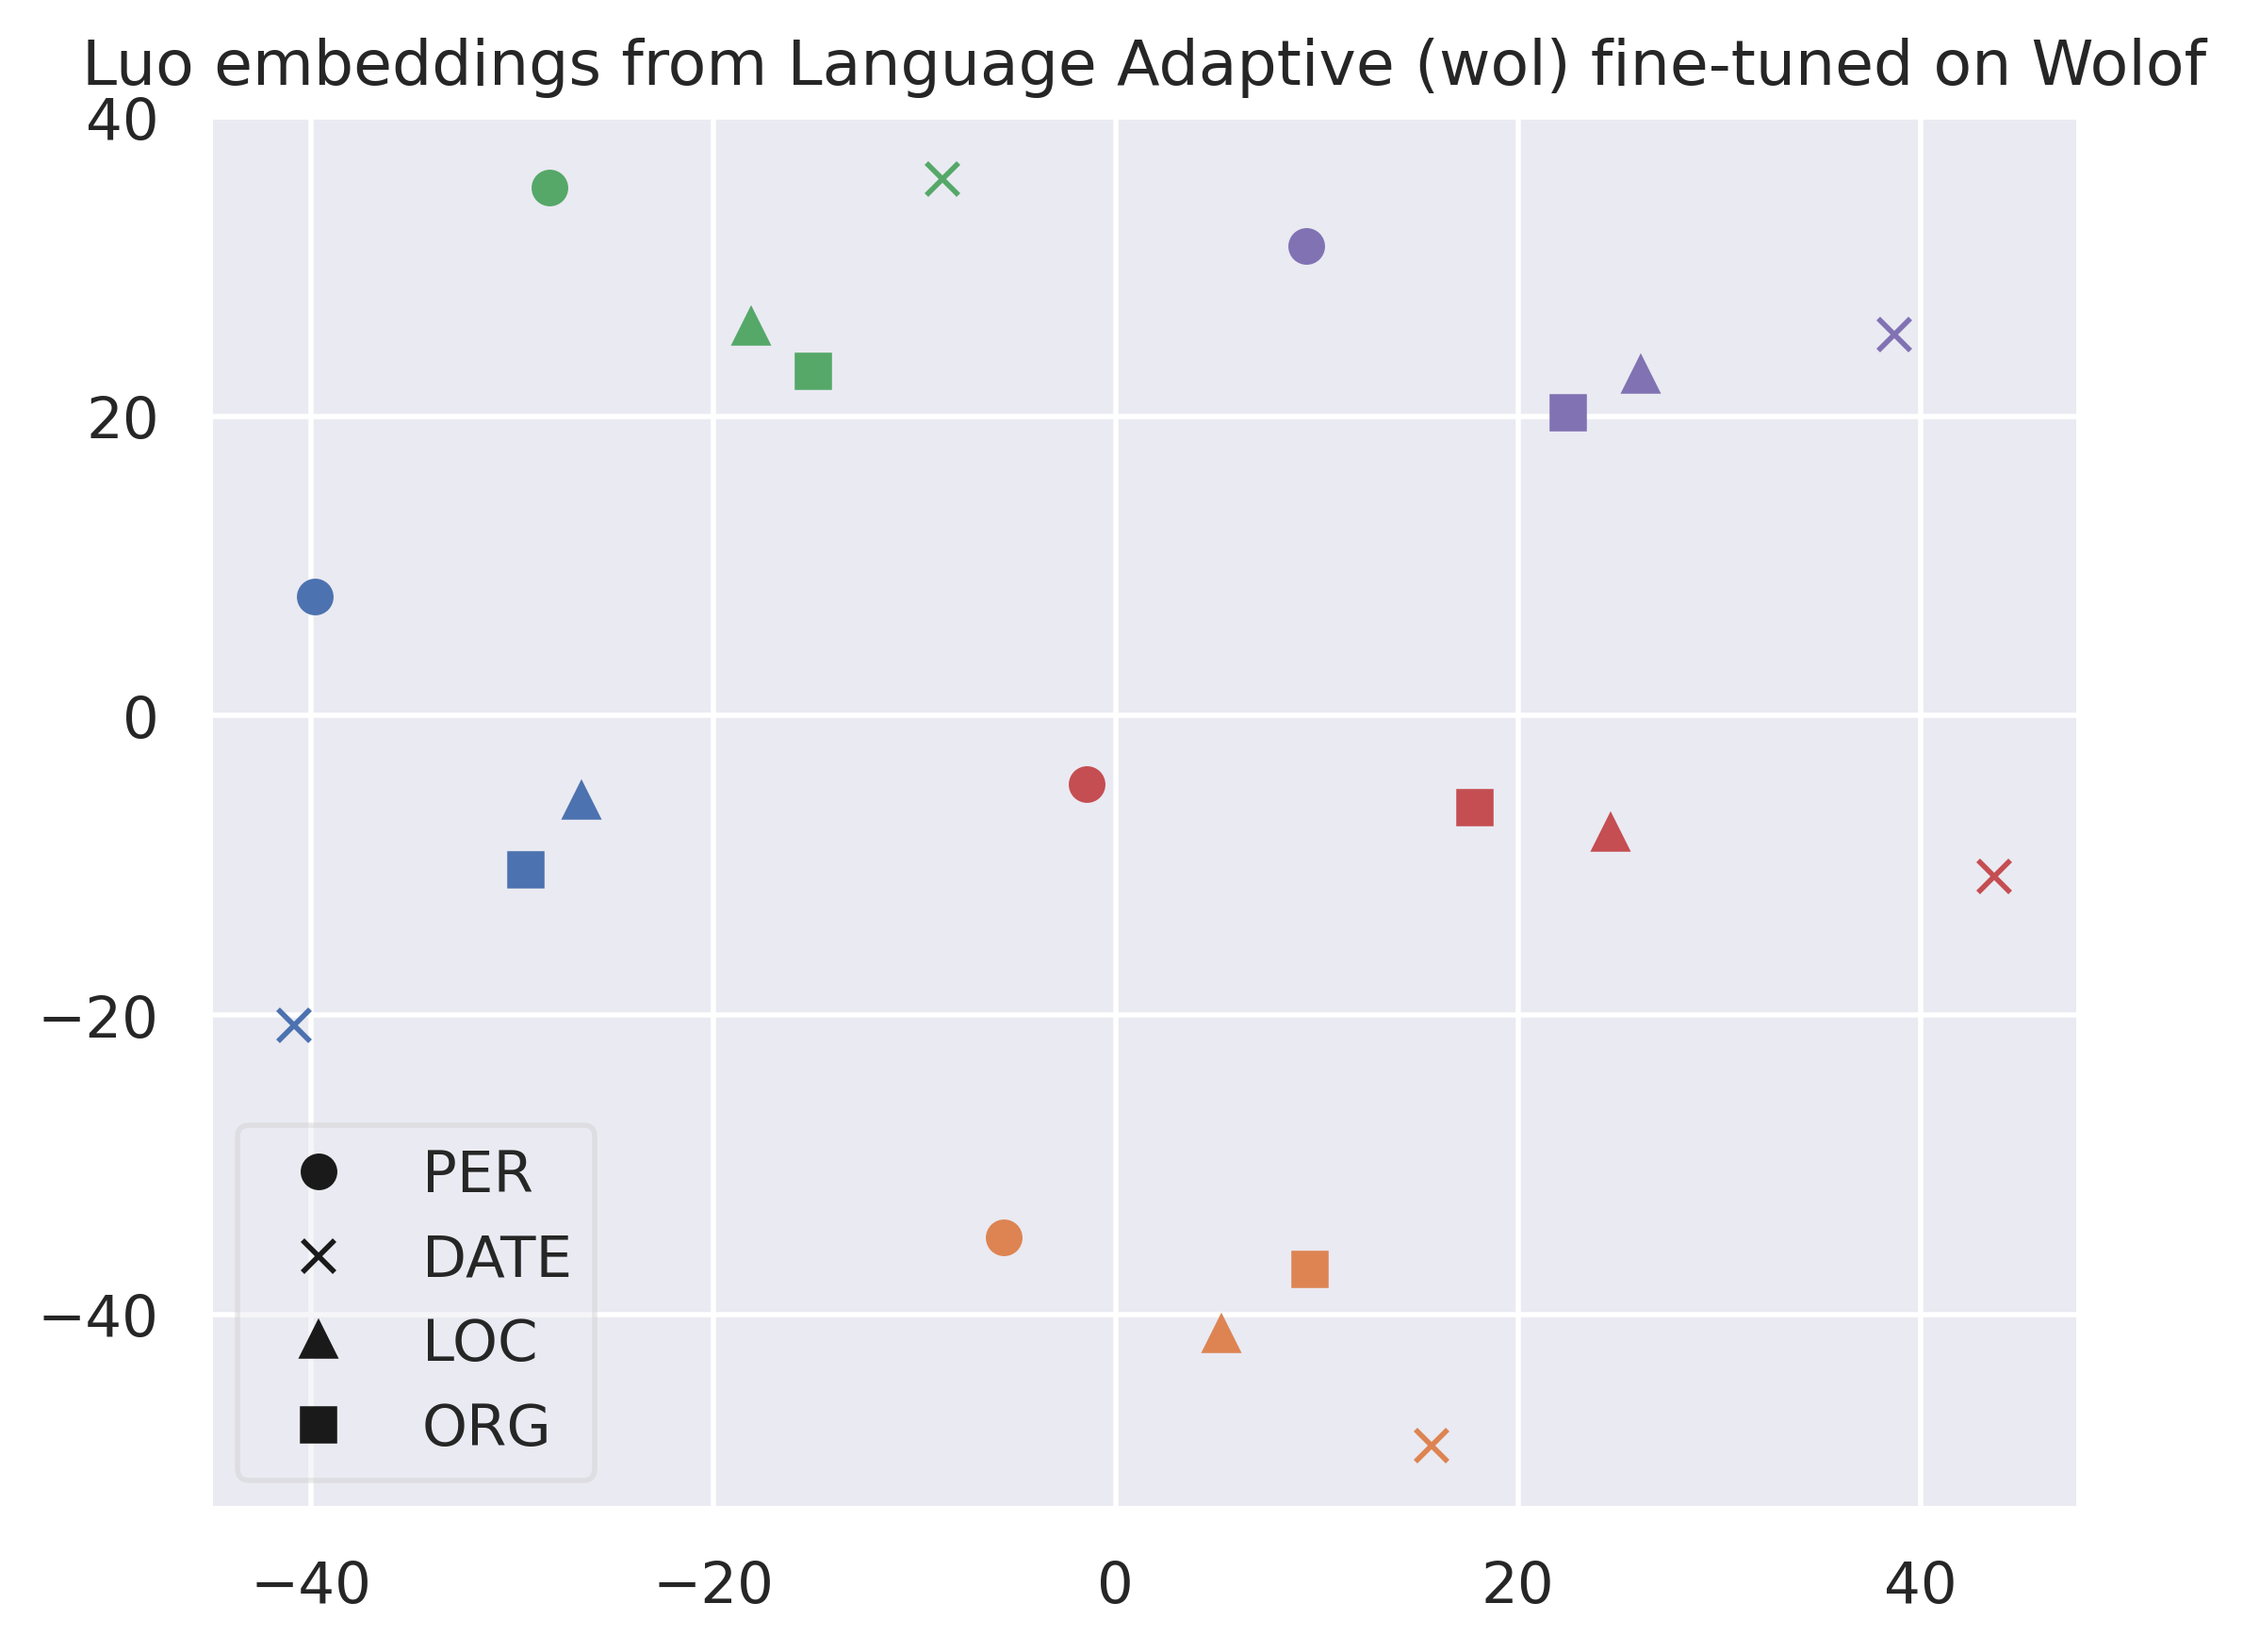 Luo embeddings from Language Adaptive (wol) fine-tuned on Wolof
40
20
0
−20
−40
PER
DATE
LOC
ORG
−40 −20 0 20 40